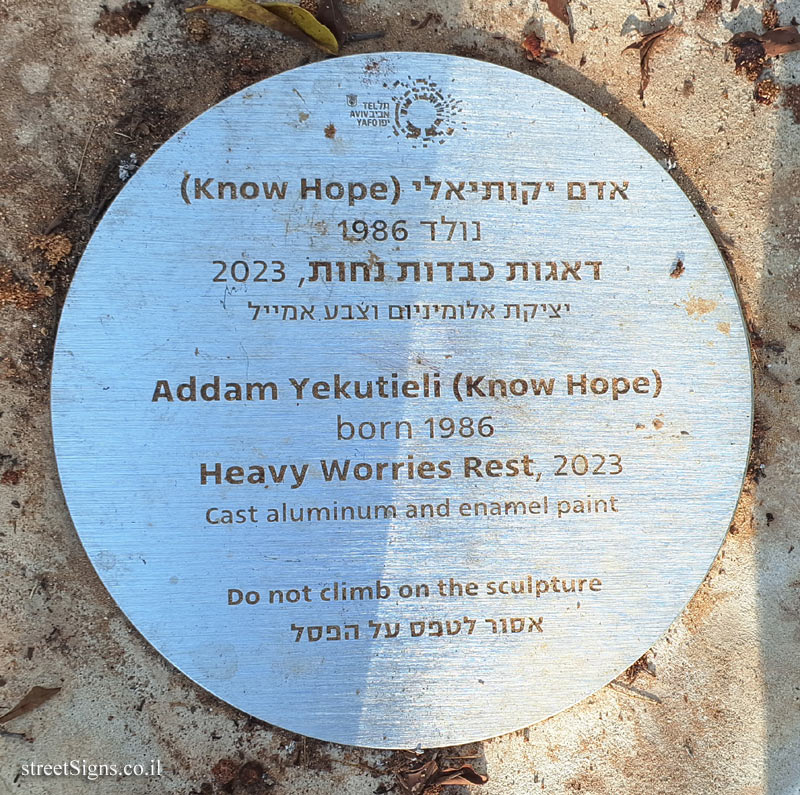 TEL תל
AVIV אביב
YAFO יפו
אדם יקותיאלי (Know Hope)
נולד 1986
דאגות כבדות נחות, 2023
יציקת אלומיניום וצבע אמייל
Addam Yekutieli (Know Hope)
born 1986
Heavy Worries Rest, 2023
Cast aluminum and enamel paint
Do not climb on the sculpture
אסור לטפס על הפסל
streetSigns.co.il